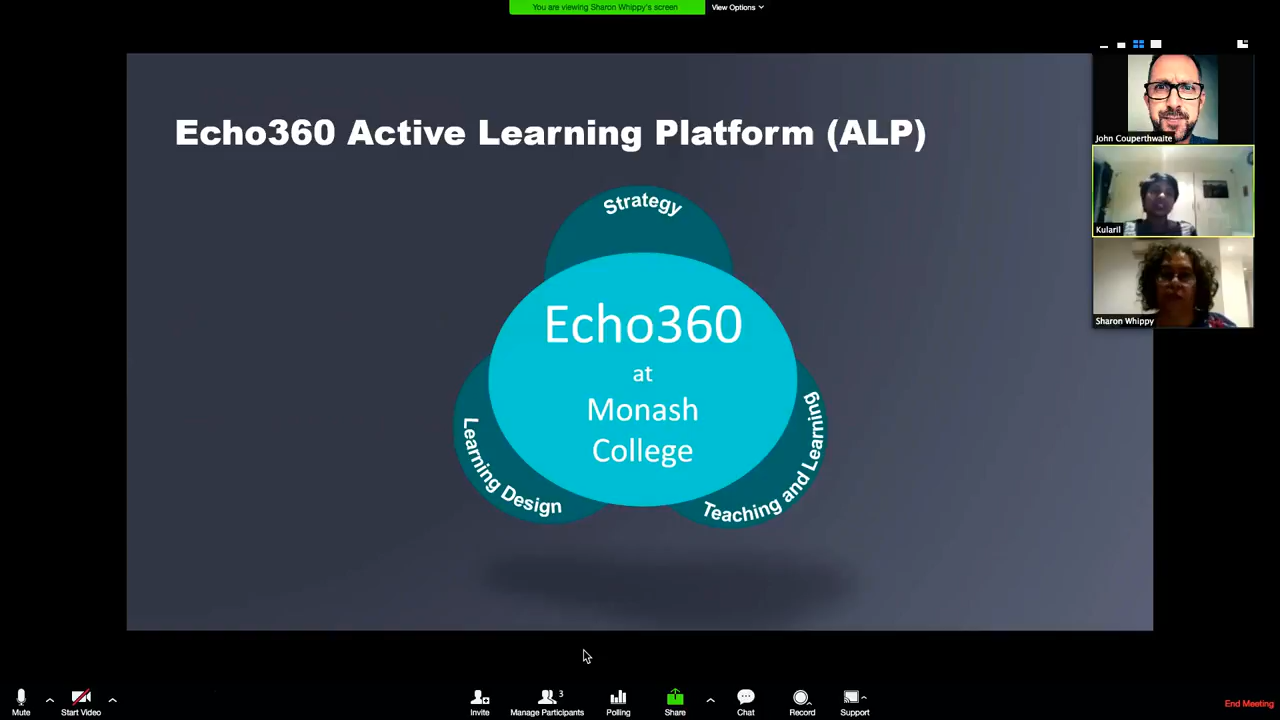 You are viewing Sharon Whippy's screen
View Options
Echo360 Active Learning Platform (ALP)
John Couperthwaite
Kularil
Sharon Whippy
Strategy
Echo360
at
Monash
College
Learning Design
Teaching and Learning
Mute
Start Video
Invite
Manage Participants
3
Polling
Share
Chat
Record
Support
End Meeting